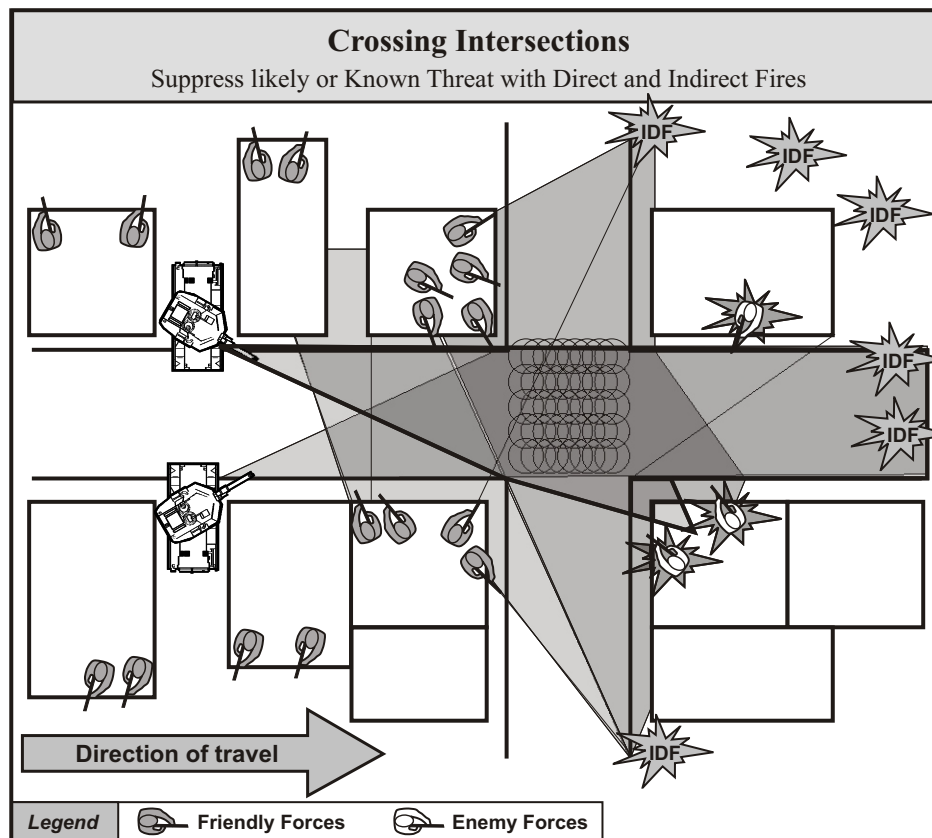 Crossing Intersections
Suppress likely or Known Threat with Direct and Indirect Fires
IDF
IDF
IDF
IDF
IDF
IDF
Direction of travel
Legend
Friendly Forces
Enemy Forces